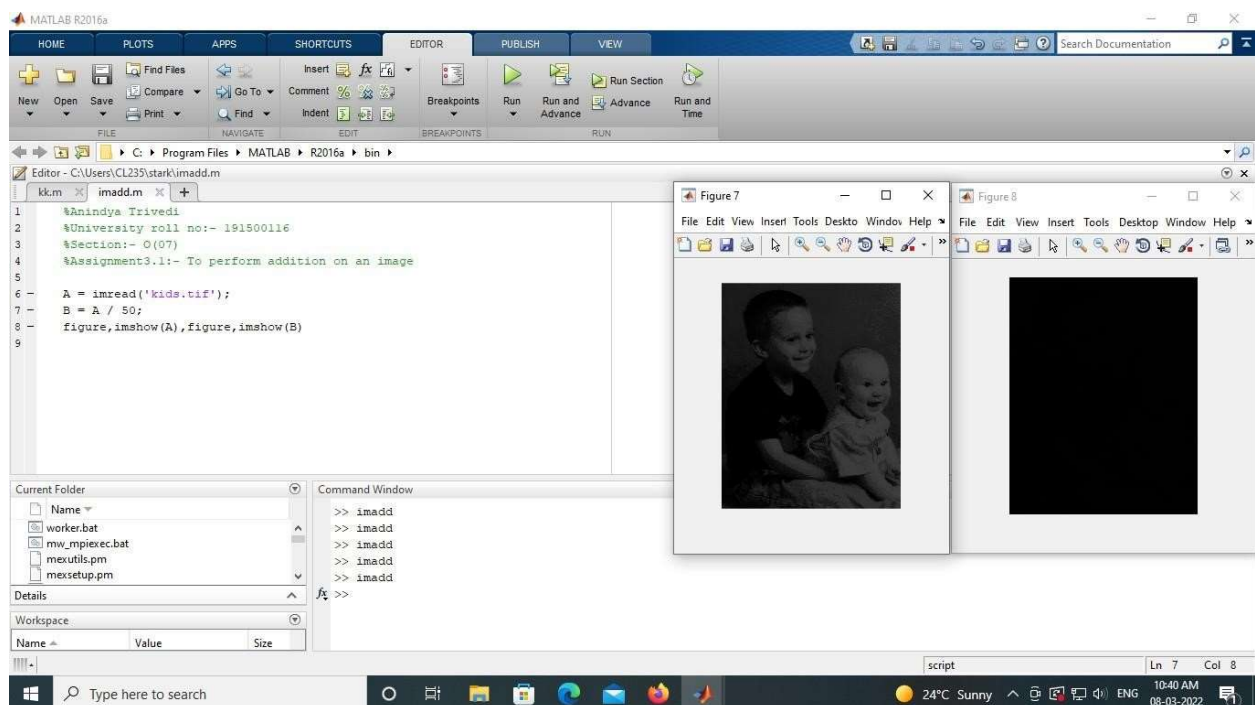 MATLAB R2016a
HOME PLOTS APPS SHORTCUTS EDITOR PUBLISH VIEW Search Documentation
Find Files Insert fx
New Open Save Compare Go To Comment Breakpoints Run Run and Advance Run Section Advance Run and Time
Print Find Indent
FILE NAVIGATE EDIT BREAKPOINTS RUN
C: Program Files MATLAB R2016a bin
Editor - C:\Users\CL235\stark\imadd.m
kk.m imadd.m +
1 %Anindya Trivedi
2 %University roll no:- 191500116
3 %Section:- O(07)
4 %Assignment3.1:- To perform addition on an image
5
6 – A = imread('kids.tif');
7 – B = A / 50;
8 – figure,imshow(A),figure,imshow(B)
9
Figure 7
File Edit View Insert Tools Deskto Windov Help
Figure 8
File Edit View Insert Tools Desktop Window Help
Current Folder
Name
worker.bat
mw_mpiexec.bat
mexutils.pm
mexsetup.pm
Details
Workspace
Name Value Size
Command Window
>> imadd
>> imadd
>> imadd
>> imadd
>> imadd
fx >>
script Ln 7 Col 8
Type here to search 24°C Sunny ENG 10:40 AM
08-03-2022